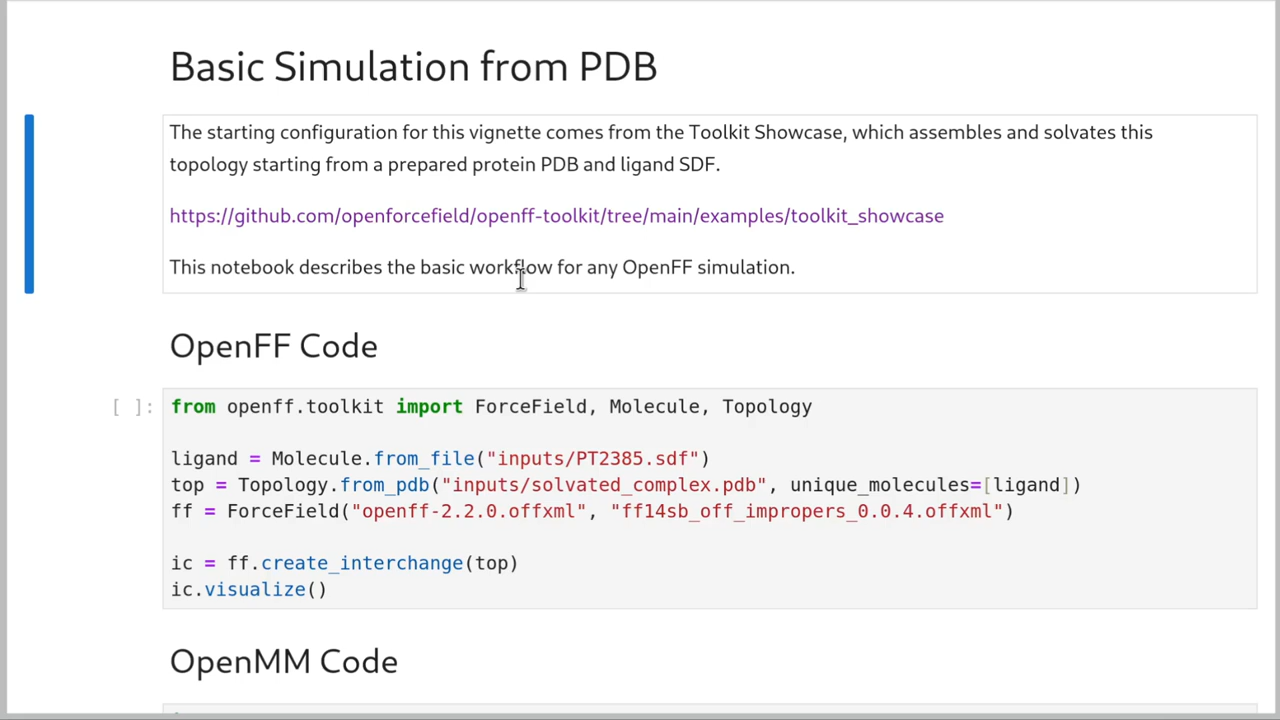 Basic Simulation from PDB
The starting configuration for this vignette comes from the Toolkit Showcase, which assembles and solvates this
topology starting from a prepared protein PDB and ligand SDF.
https://github.com/openforcefield/openff-toolkit/tree/main/examples/toolkit_showcase
This notebook describes the basic workflow for any OpenFF simulation.
OpenFF Code
[ ]: from openff.toolkit import ForceField, Molecule, Topology
ligand = Molecule.from_file("inputs/PT2385.sdf")
top = Topology.from_pdb("inputs/solvated_complex.pdb", unique_molecules=[ligand])
ff = ForceField("openff-2.2.0.offxml", "ff14sb_off_impropers_0.0.4.offxml")
ic = ff.create_interchange(top)
ic.visualize()
OpenMM Code